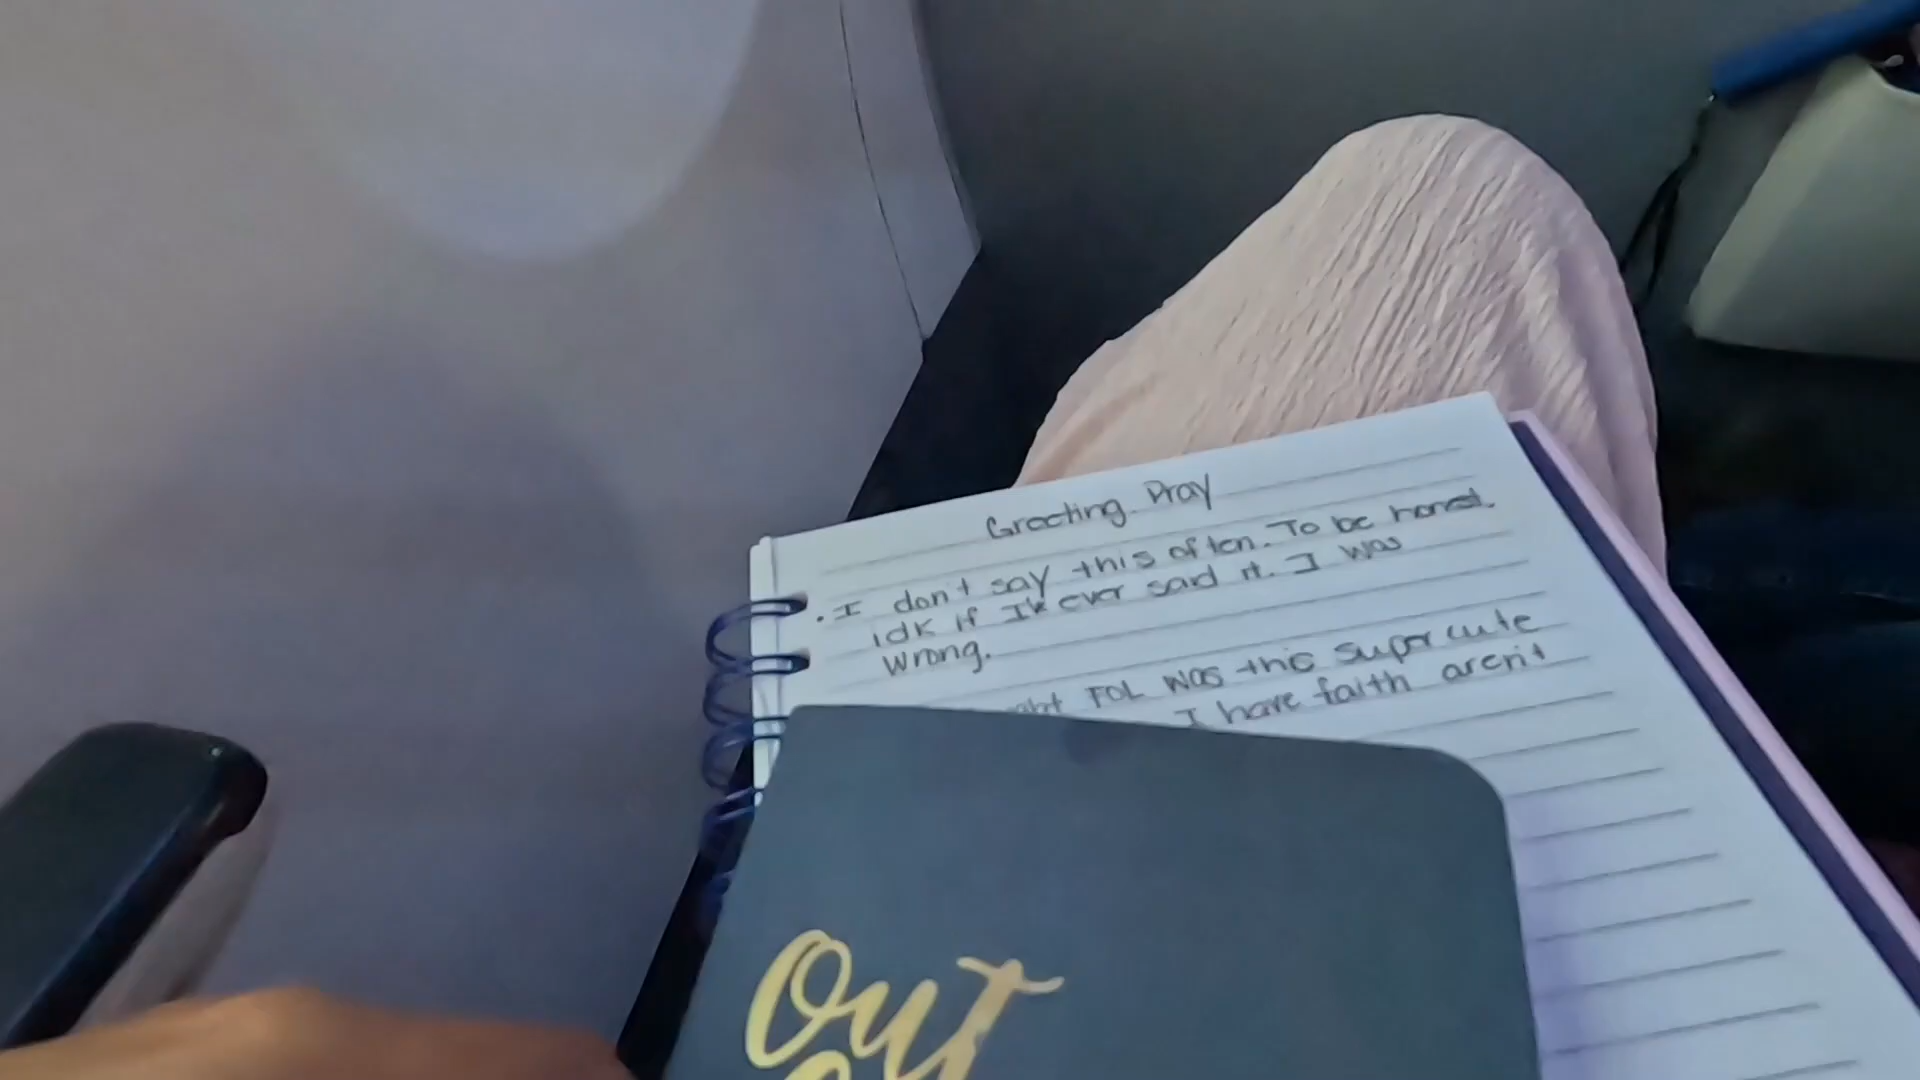 Greeting. Pray
. I don't say this often. To be honest.
idk if I've ever said it. I was
wrong.
FOL was this super cute
I have faith aren't
Out